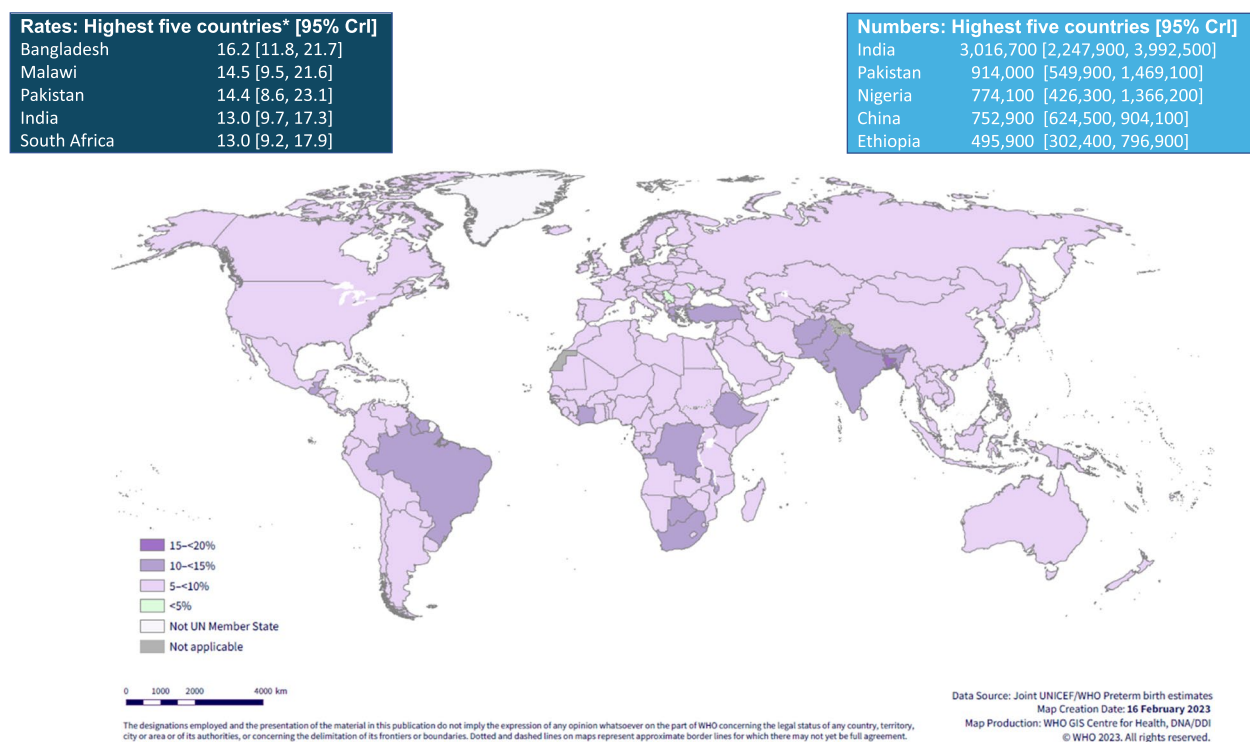 Rates: Highest five countries* [95% CrI]
Bangladesh 16.2 [11.8, 21.7]
Malawi 14.5 [9.5, 21.6]
Pakistan 14.4 [8.6, 23.1]
India 13.0 [9.7, 17.3]
South Africa 13.0 [9.2, 17.9]
Numbers: Highest five countries [95% CrI]
India 3,016,700 [2,247,900, 3,992,500]
Pakistan 914,000 [549,900, 1,469,100]
Nigeria 774,100 [426,300, 1,366,200]
China 752,900 [624,500, 904,100]
Ethiopia 495,900 [302,400, 796,900]
15–<20%
10–<15%
5–<10%
<5%
Not UN Member State
Not applicable
0 1000 2000 4000 km
The designations employed and the presentation of the material in this publication do not imply the expression of any opinion whatsoever on the part of WHO concerning the legal status of any country, territory,
city or area or of its authorities, or concerning the delimitation of its frontiers or boundaries. Dotted and dashed lines on maps represent approximate border lines for which there may not yet be full agreement.
Data Source: Joint UNICEF/WHO Preterm birth estimates
Map Creation Date: 16 February 2023
Map Production: WHO GIS Centre for Health, DNA/DDI
© WHO 2023. All rights reserved.